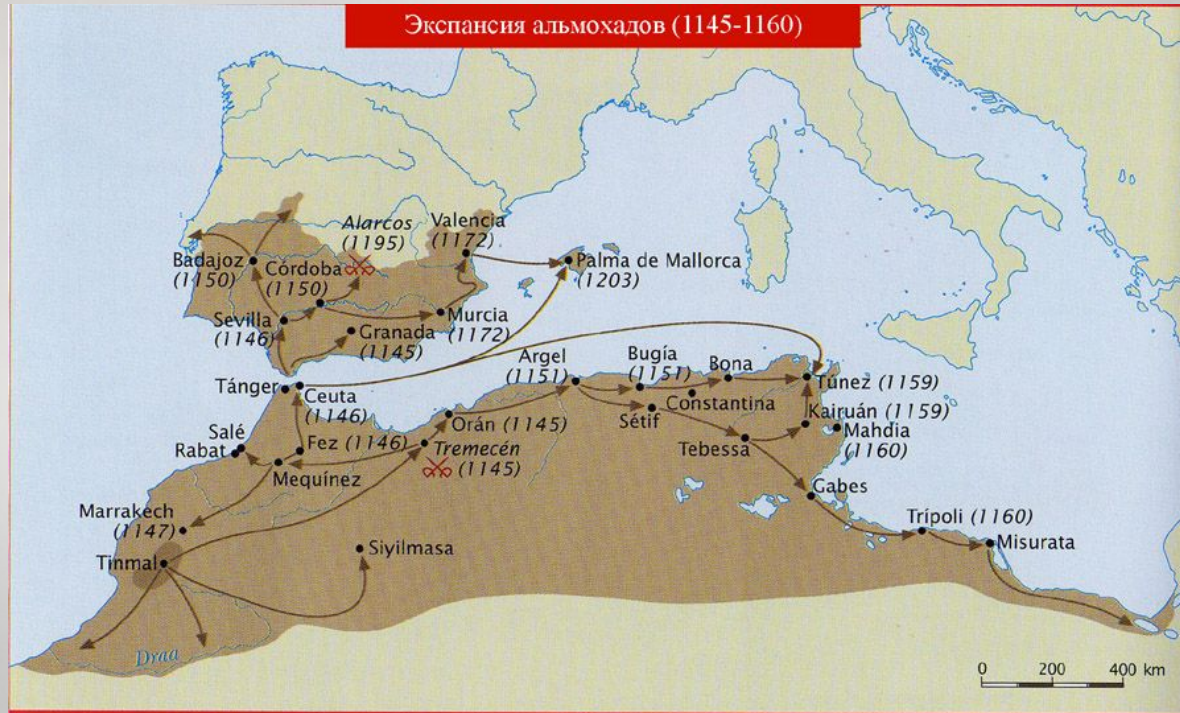 Экспансия альмохадов (1145-1160)
Alarcos
(1195)
Valencia
(1172)
Badajoz
(1150)
Córdoba
(1150)
Palma de Mallorca
(1203)
Sevilla
(1146)
Granada
(1145)
Murcia
(1172)
Argel
(1151)
Bugía
(1151)
Bona
Túnez (1159)
Tánger
Ceuta
(1146)
Constantina
Sétif
Kairuán (1159)
Mahdia
(1160)
Orán (1145)
Salé
Rabat
Fez (1146)
Tremecén
(1145)
Tebessa
Mequínez
Gabes
Marrakech
(1147)
Trípoli (1160)
Misurata
Tinmal
Siyilmasa
Draa
0 200 400 km